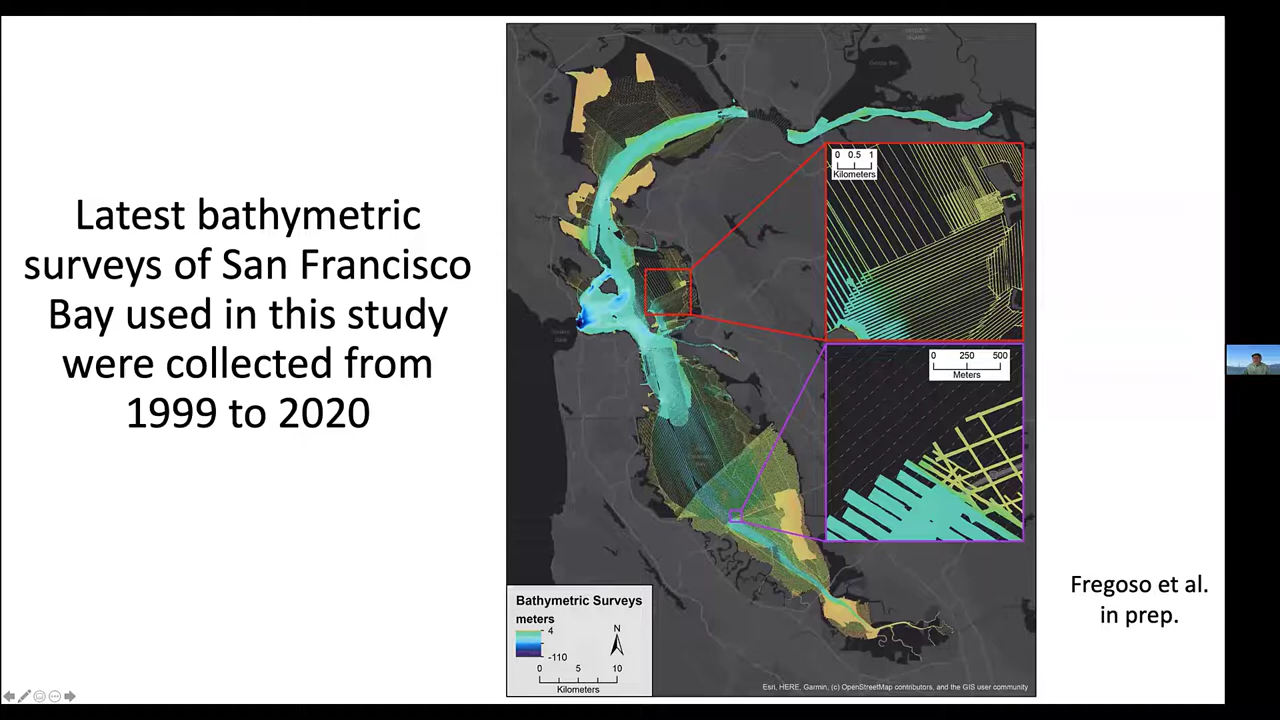 Latest bathymetric
surveys of San Francisco
Bay used in this study
were collected from
1999 to 2020
0 0.5 1
Kilometers
0 250 500
Meters
Bathymetric Surveys
meters
4
-110
N
0 5 10
Kilometers
Esri, HERE, Garmin, (c) OpenStreetMap contributors, and the GIS user community
Fregoso et al.
in prep.